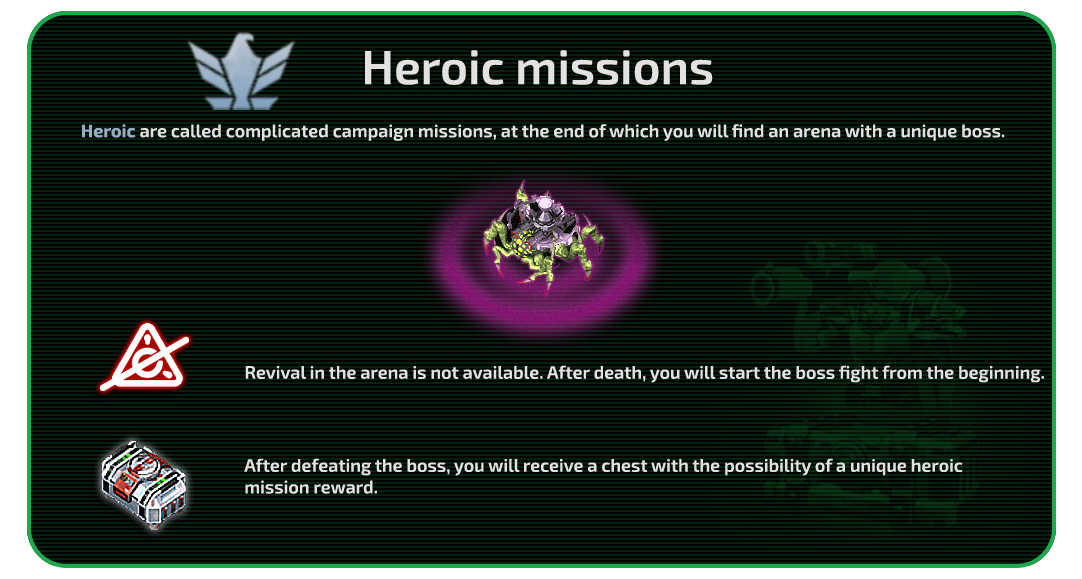 Heroic missions
Heroic are called complicated campaign missions, at the end of which you will find an arena with a unique boss.
Revival in the arena is not available. After death, you will start the boss fight from the beginning.
After defeating the boss, you will receive a chest with the possibility of a unique heroic
mission reward.